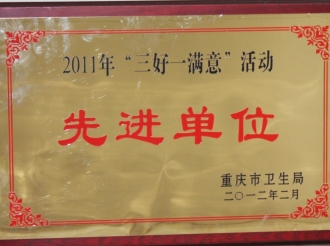 2011年“三好一满意”活动
先进单位
重庆市卫生局
二〇一二年二月